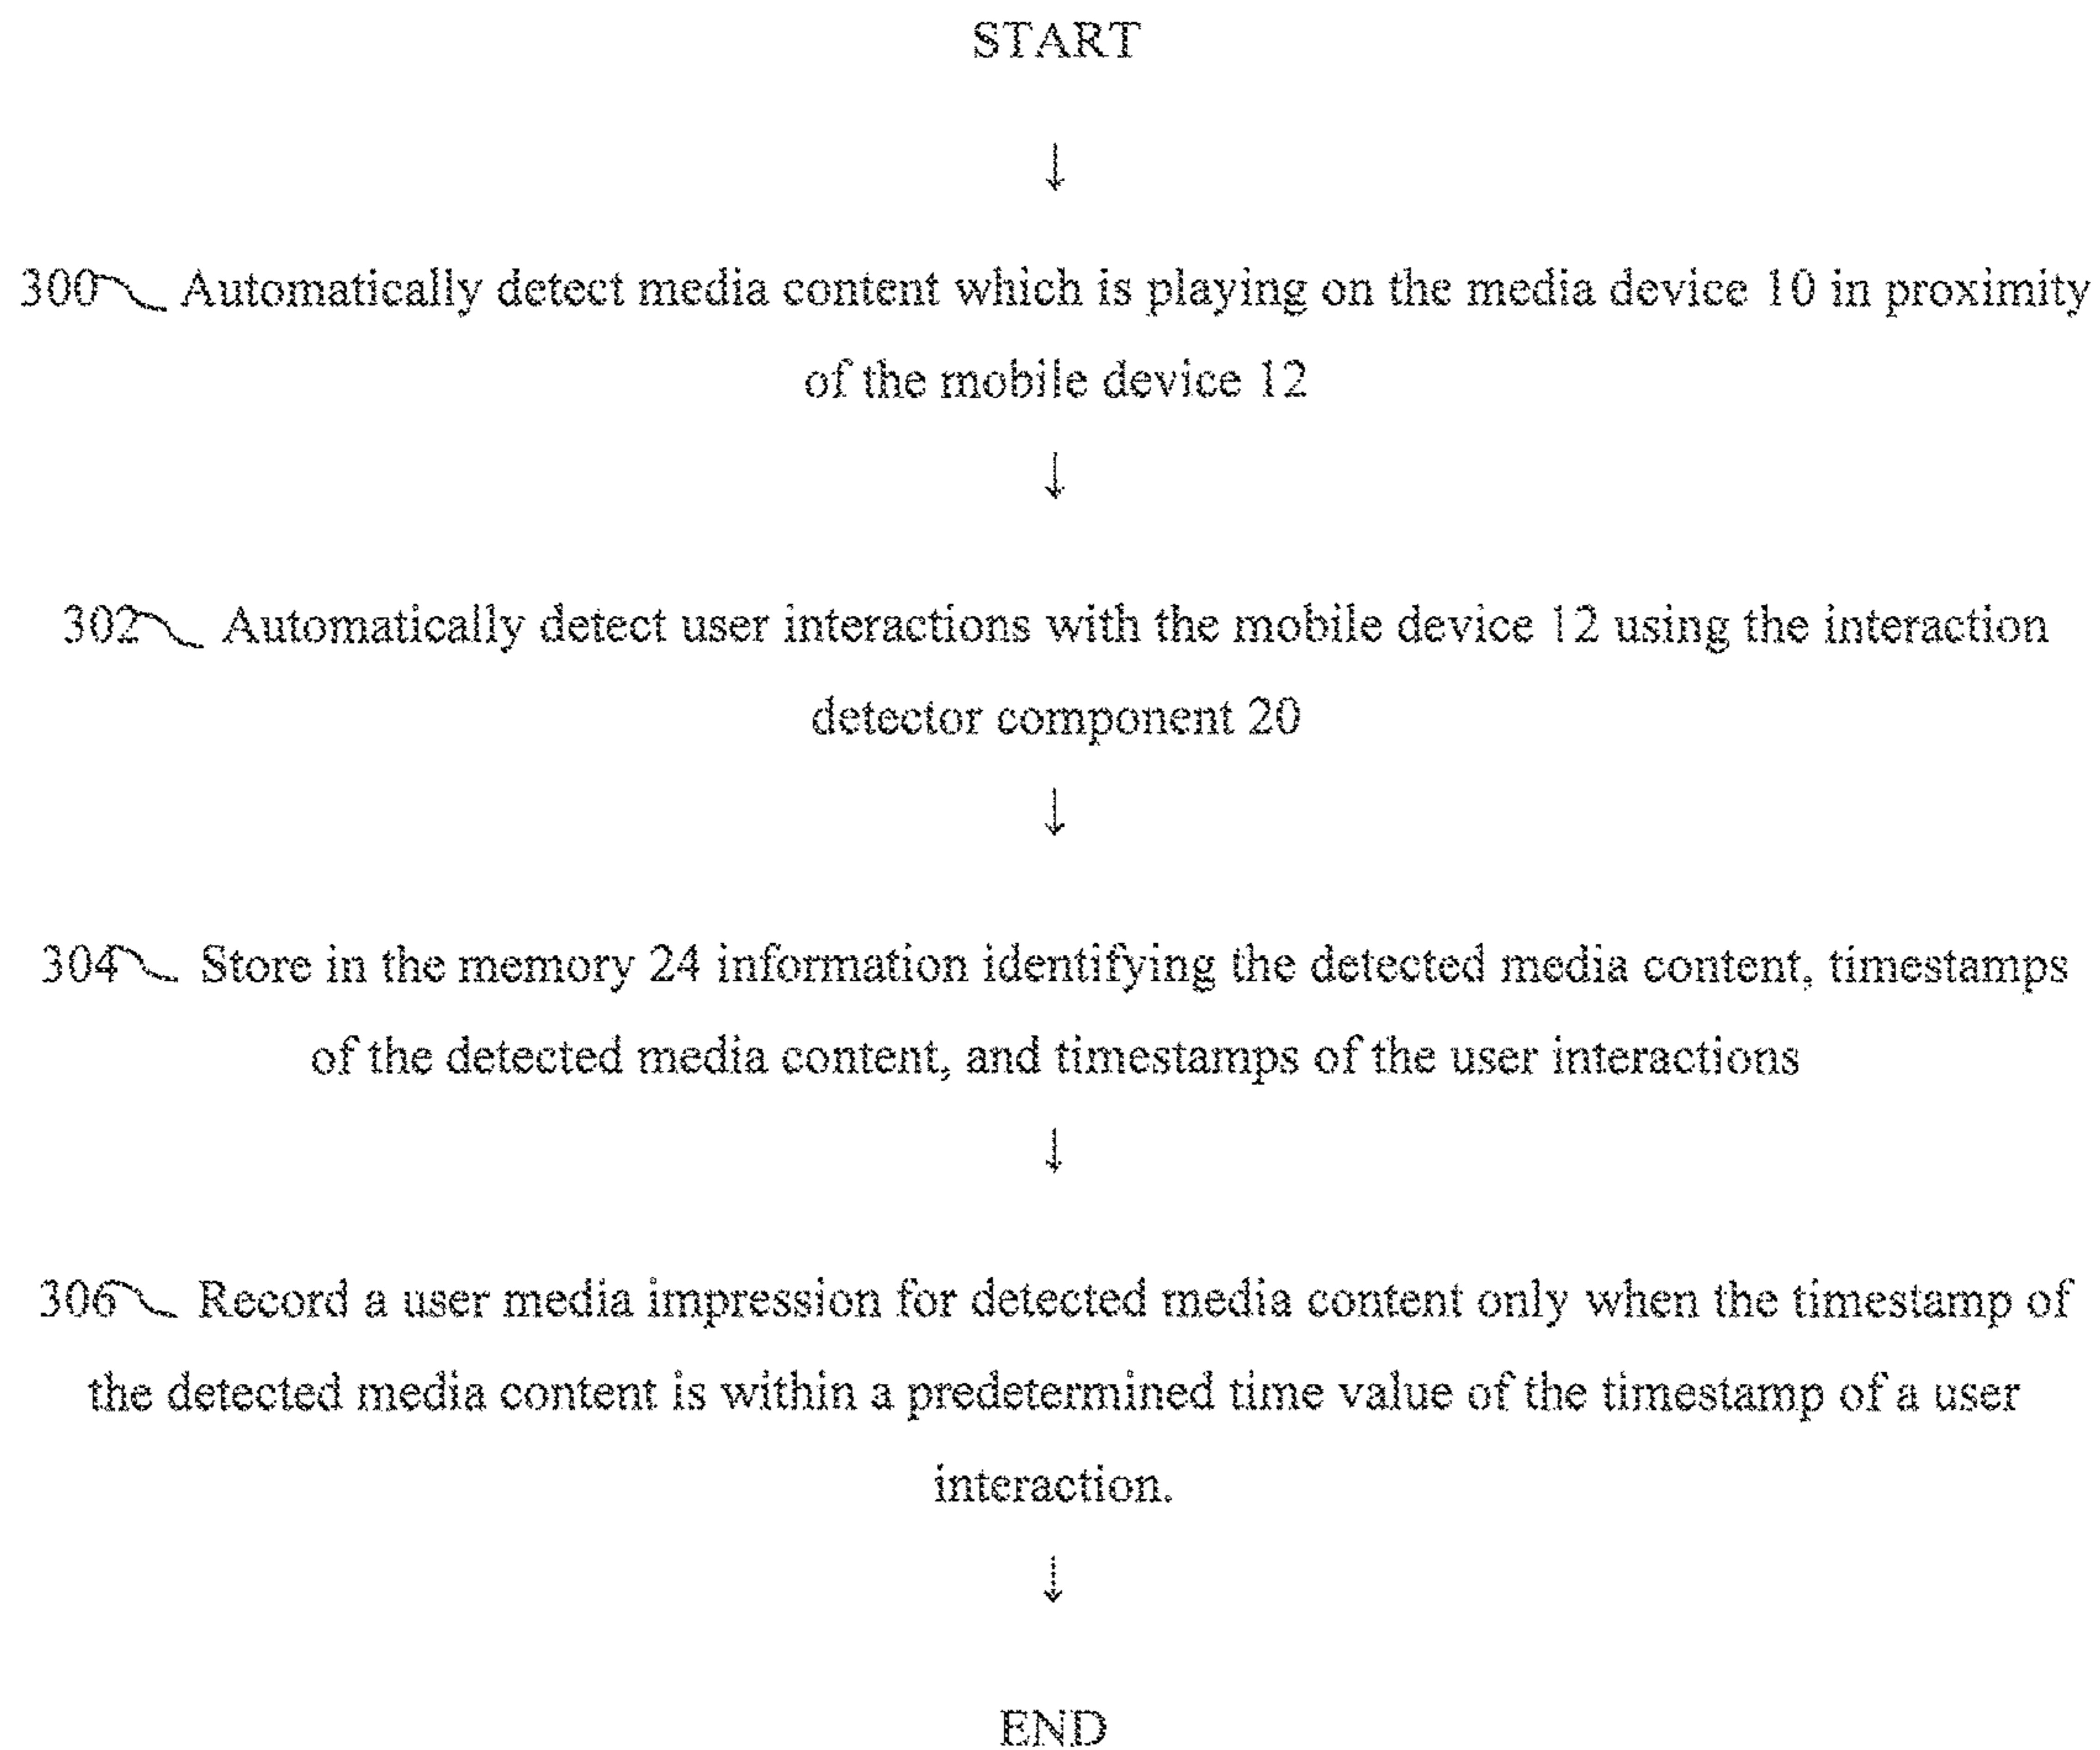 START
↓
300 Automatically detect media content which is playing on the media device 10 in proximity
of the mobile device 12
↓
302 Automatically detect user interactions with the mobile device 12 using the interaction
detector component 20
↓
304 Store in the memory 24 information identifying the detected media content, timestamps
of the detected media content, and timestamps of the user interactions
↓
306 Record a user media impression for detected media content only when the timestamp of
the detected media content is within a predetermined time value of the timestamp of a user
interaction.
↓
END